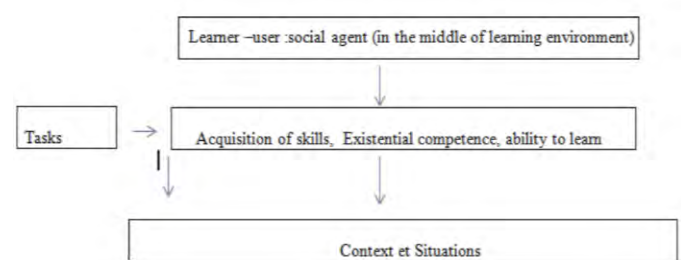 Learner –user :social agent (in the middle of learning environment)
Tasks
Acquisition of skills, Existential competence, ability to learn
Context et Situations